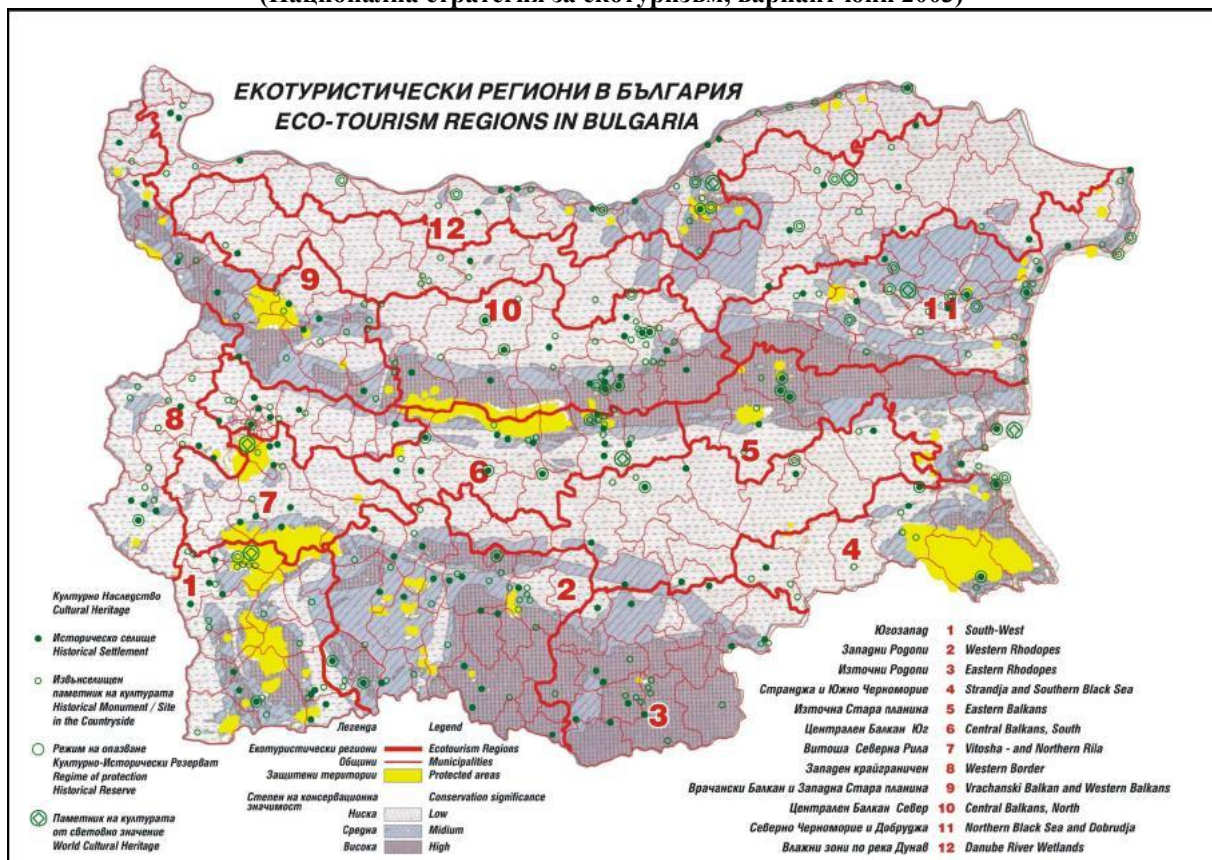 (Национална стратегия за екотуризъм, вариант юни 2003)
ЕКОТУРИСТИЧЕСКИ РЕГИОНИ В БЪЛГАРИЯ
ECO-TOURISM REGIONS IN BULGARIA
12
9
10
11
8
5
6
7
4
1
2
3
Културно Наследство
Cultural Heritage
Историческо селище
Historical Settlement
Извънселищен
паметник на културата
Historical Monument / Site
in the Countryside
Режим на опазване
Културно-Исторически Резерват
Regime of protection
Historical Reserve
Паметник на културата
от световно значение
World Cultural Heritage
Легенда Legend
Екотуристически региони Ecotourism Regions
Общини Municipalities
Защитени територии Protected areas
Степен на консервационна
значимост Conservation significance
Ниска Low
Средна Midium
Висока High
Югозапад 1 South-West
Западни Родопи 2 Western Rhodopes
Източни Родопи 3 Eastern Rhodopes
Странджа и Южно Черноморие 4 Strandja and Southern Black Sea
Източна Стара планина 5 Eastern Balkans
Централен Балкан Юг 6 Central Balkans, South
Витоша Северна Рила 7 Vitosha - and Northern Rila
Западен крайграничен 8 Western Border
Врачански Балкан и Западна Стара планина 9 Vrachanski Balkan and Western Balkans
Централен Балкан Север 10 Central Balkans, North
Северно Черноморие и Добруджа 11 Northern Black Sea and Dobrudja
Влажни зони по река Дунав 12 Danube River Wetlands